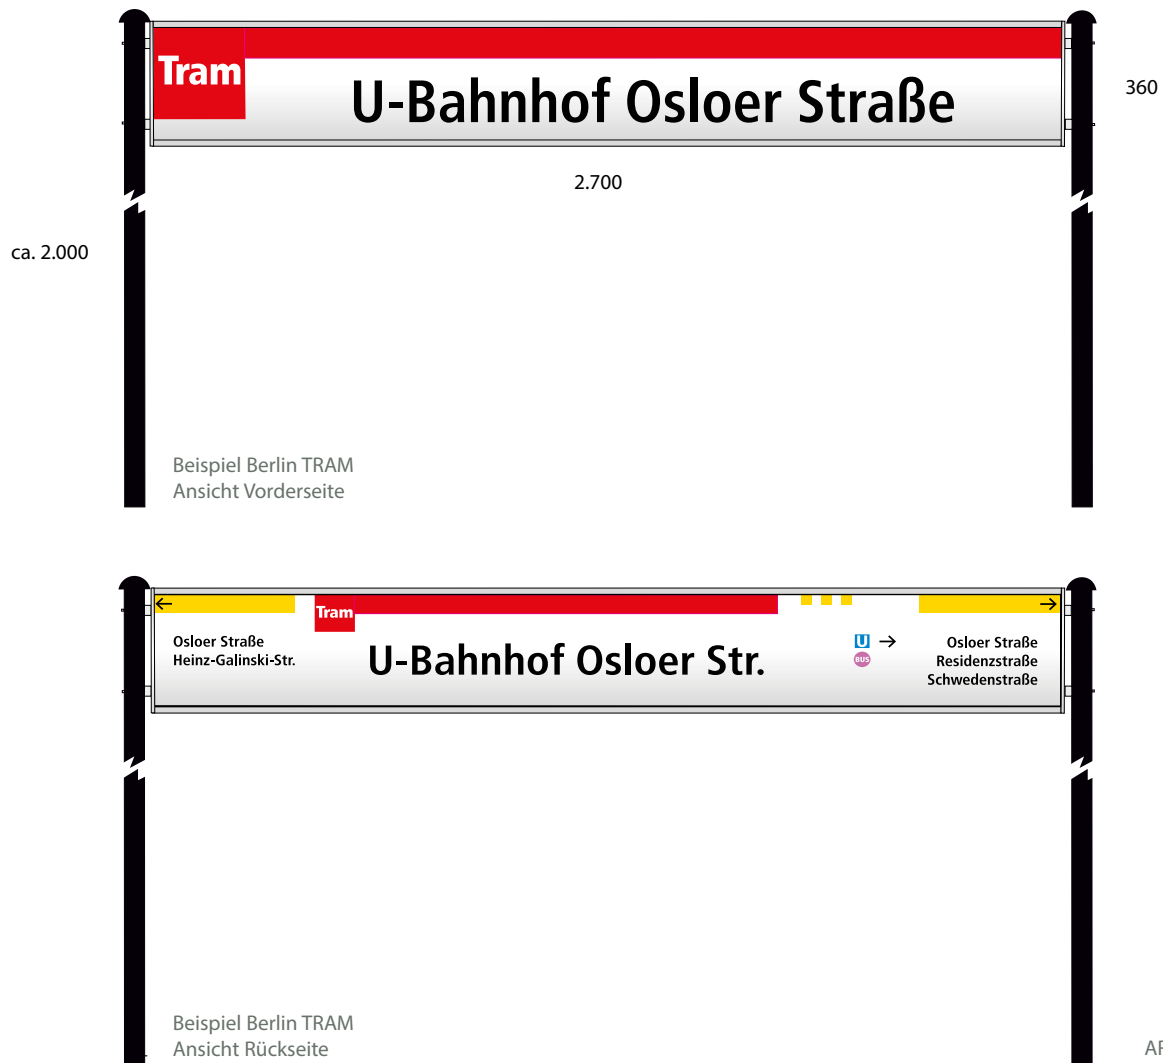 Tram
U-Bahnhof Osloer Straße
360
2.700
ca. 2.000
Beispiel Berlin TRAM
Ansicht Vorderseite
←
Tram
→
Osloer Straße
Heinz-Galinski-Str.
U-Bahnhof Osloer Str.
U →
BUS
Osloer Straße
Residenzstraße
Schwedenstraße
Beispiel Berlin TRAM
Ansicht Rückseite